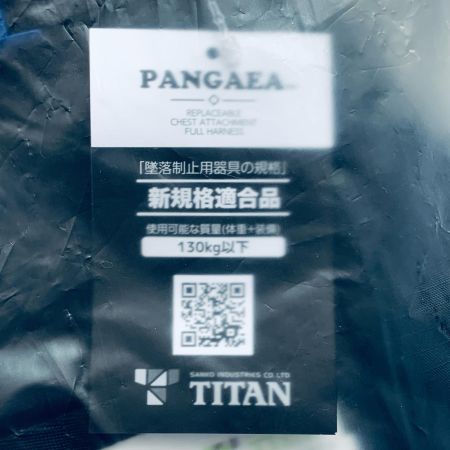 PANGAEA
REPLACEABLE
CHEST ATTACHMENT
FULL HARNESS
「墜落制止用器具の規格」
新規格適合品
使用可能な質量(体重+装備)
130kg以下
SANKO INDUSTRIES CO.,LTD
TITAN